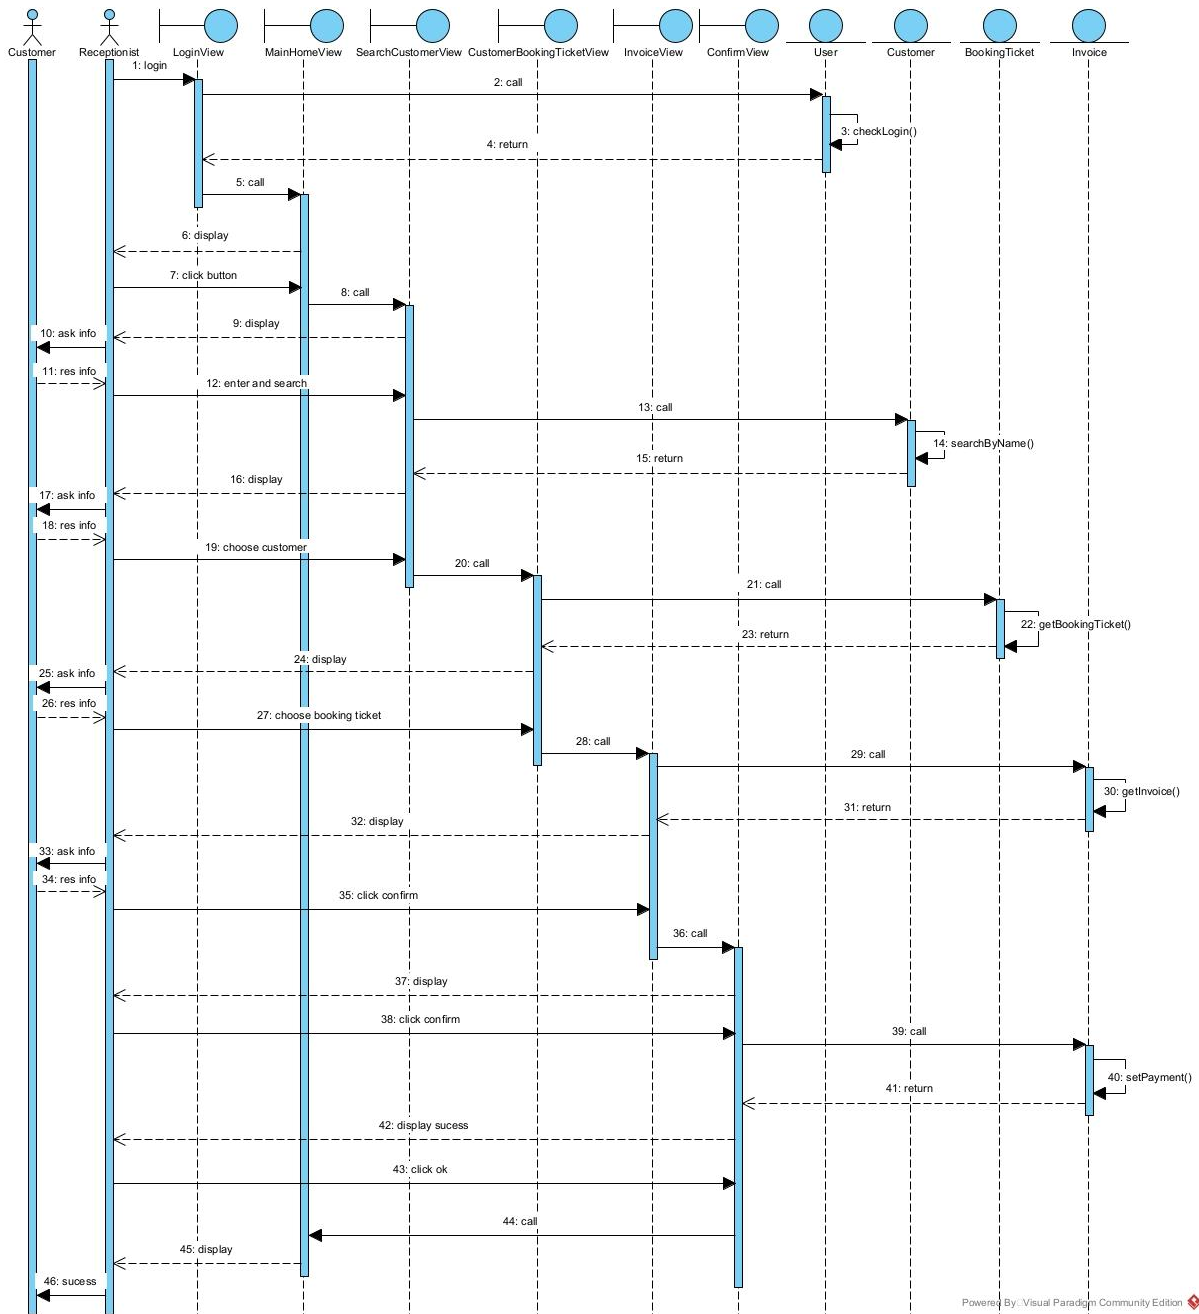 Customer
Receptionist
LoginView
MainHomeView
SearchCustomerView
CustomerBookingTicketView
InvoiceView
ConfirmView
User
Customer
BookingTicket
Invoice
1: login
2: call
3: checkLogin()
4: return
5: call
6: display
7: click button
8: call
9: display
10: ask info
11: res info
12: enter and search
13: call
14: searchByName()
15: return
16: display
17: ask info
18: res info
19: choose customer
20: call
21: call
22: getBookingTicket()
23: return
24: display
25: ask info
26: res info
27: choose booking ticket
28: call
29: call
30: getInvoice()
31: return
32: display
33: ask info
34: res info
35: click confirm
36: call
37: display
38: click confirm
39: call
40: setPayment()
41: return
42: display sucess
43: click ok
44: call
45: display
46: sucess
Powered By Visual Paradigm Community Edition